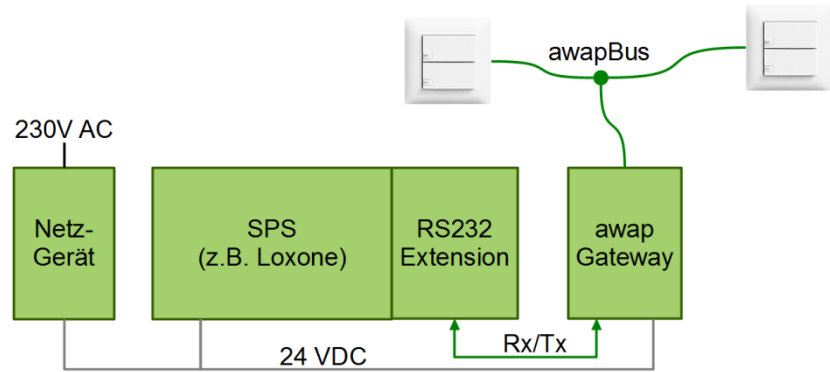 awapBus
230V AC
Netz-
Gerät
SPS
(z.B. Loxone)
RS232
Extension
awap
Gateway
24 VDC
Rx/Tx